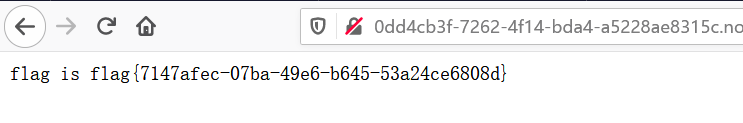 0dd4cb3f-7262-4f14-bda4-a5228ae8315c.no
flag is flag{7147afec-07ba-49e6-b645-53a24ce6808d}